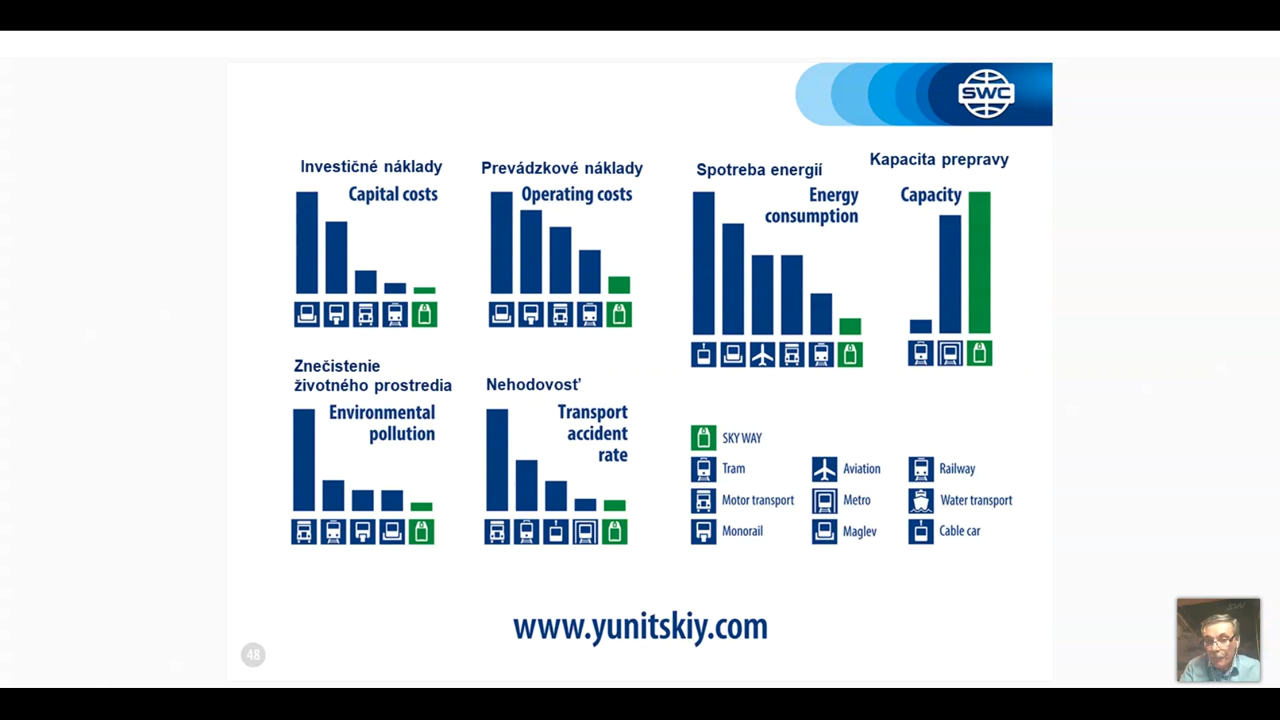 SWC
Investičné náklady
Capital costs
Prevádzkové náklady
Operating costs
Spotreba energií
Energy
consumption
Kapacita prepravy
Capacity
Znečistenie
životného prostredia
Environmental
pollution
Nehodovosť
Transport
accident
rate
SKY WAY
Tram
Aviation
Railway
Motor transport
Metro
Water transport
Monorail
Maglev
Cable car
www.yunitskiy.com
48